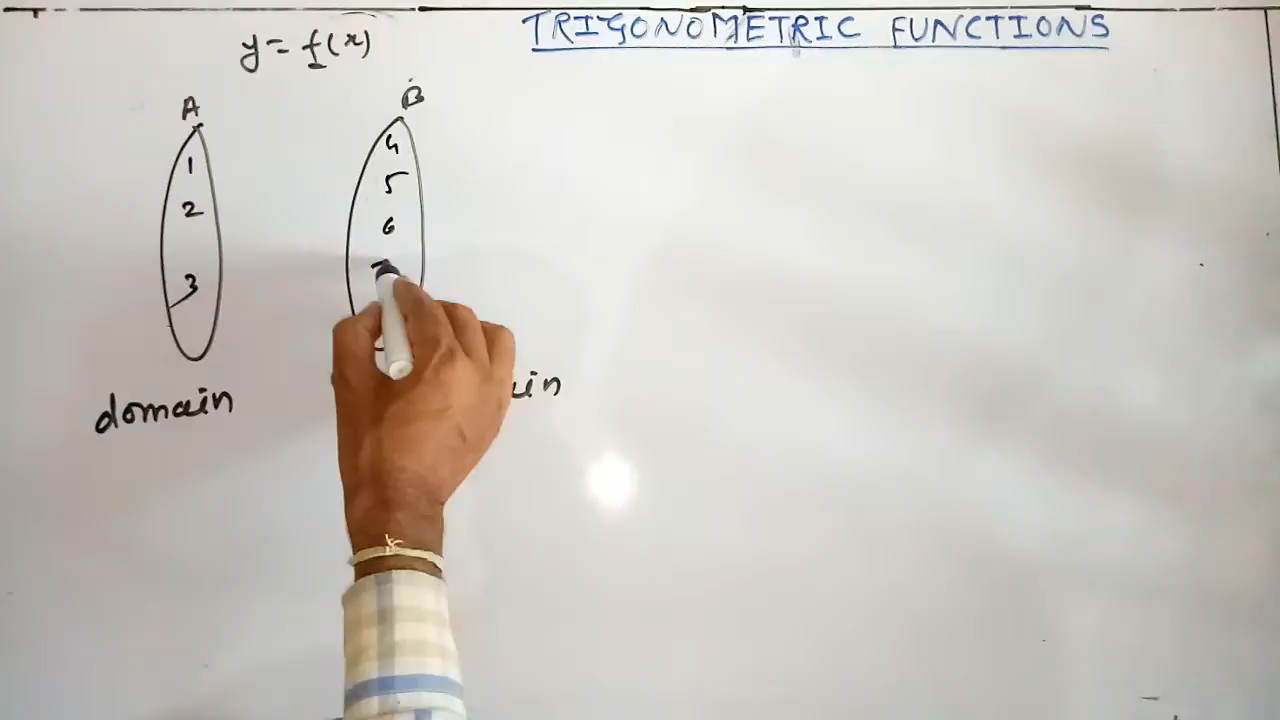 TRIGONOMETRIC FUNCTIONS
y = f(x)
A B
1 4
2 5
3 6
domain